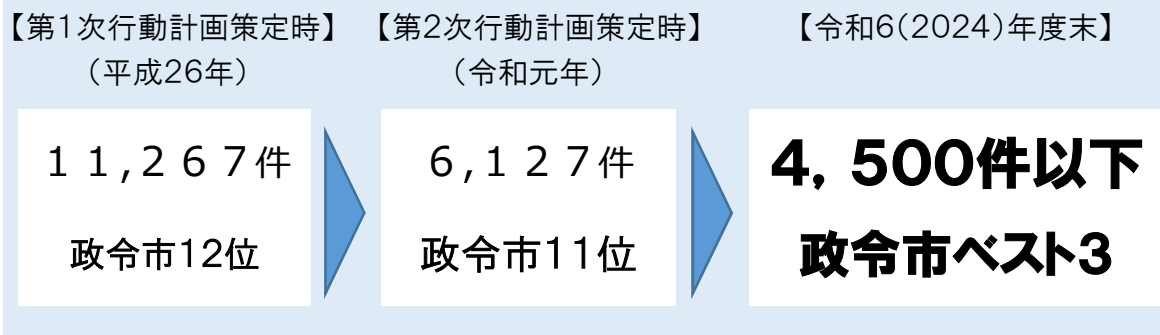 【第1次行動計画策定時】
（平成26年）
１１,２６７件
政令市12位
【第2次行動計画策定時】
（令和元年）
６,１２７件
政令市11位
【令和6（2024）年度末】
4，500件以下
政令市ベスト3